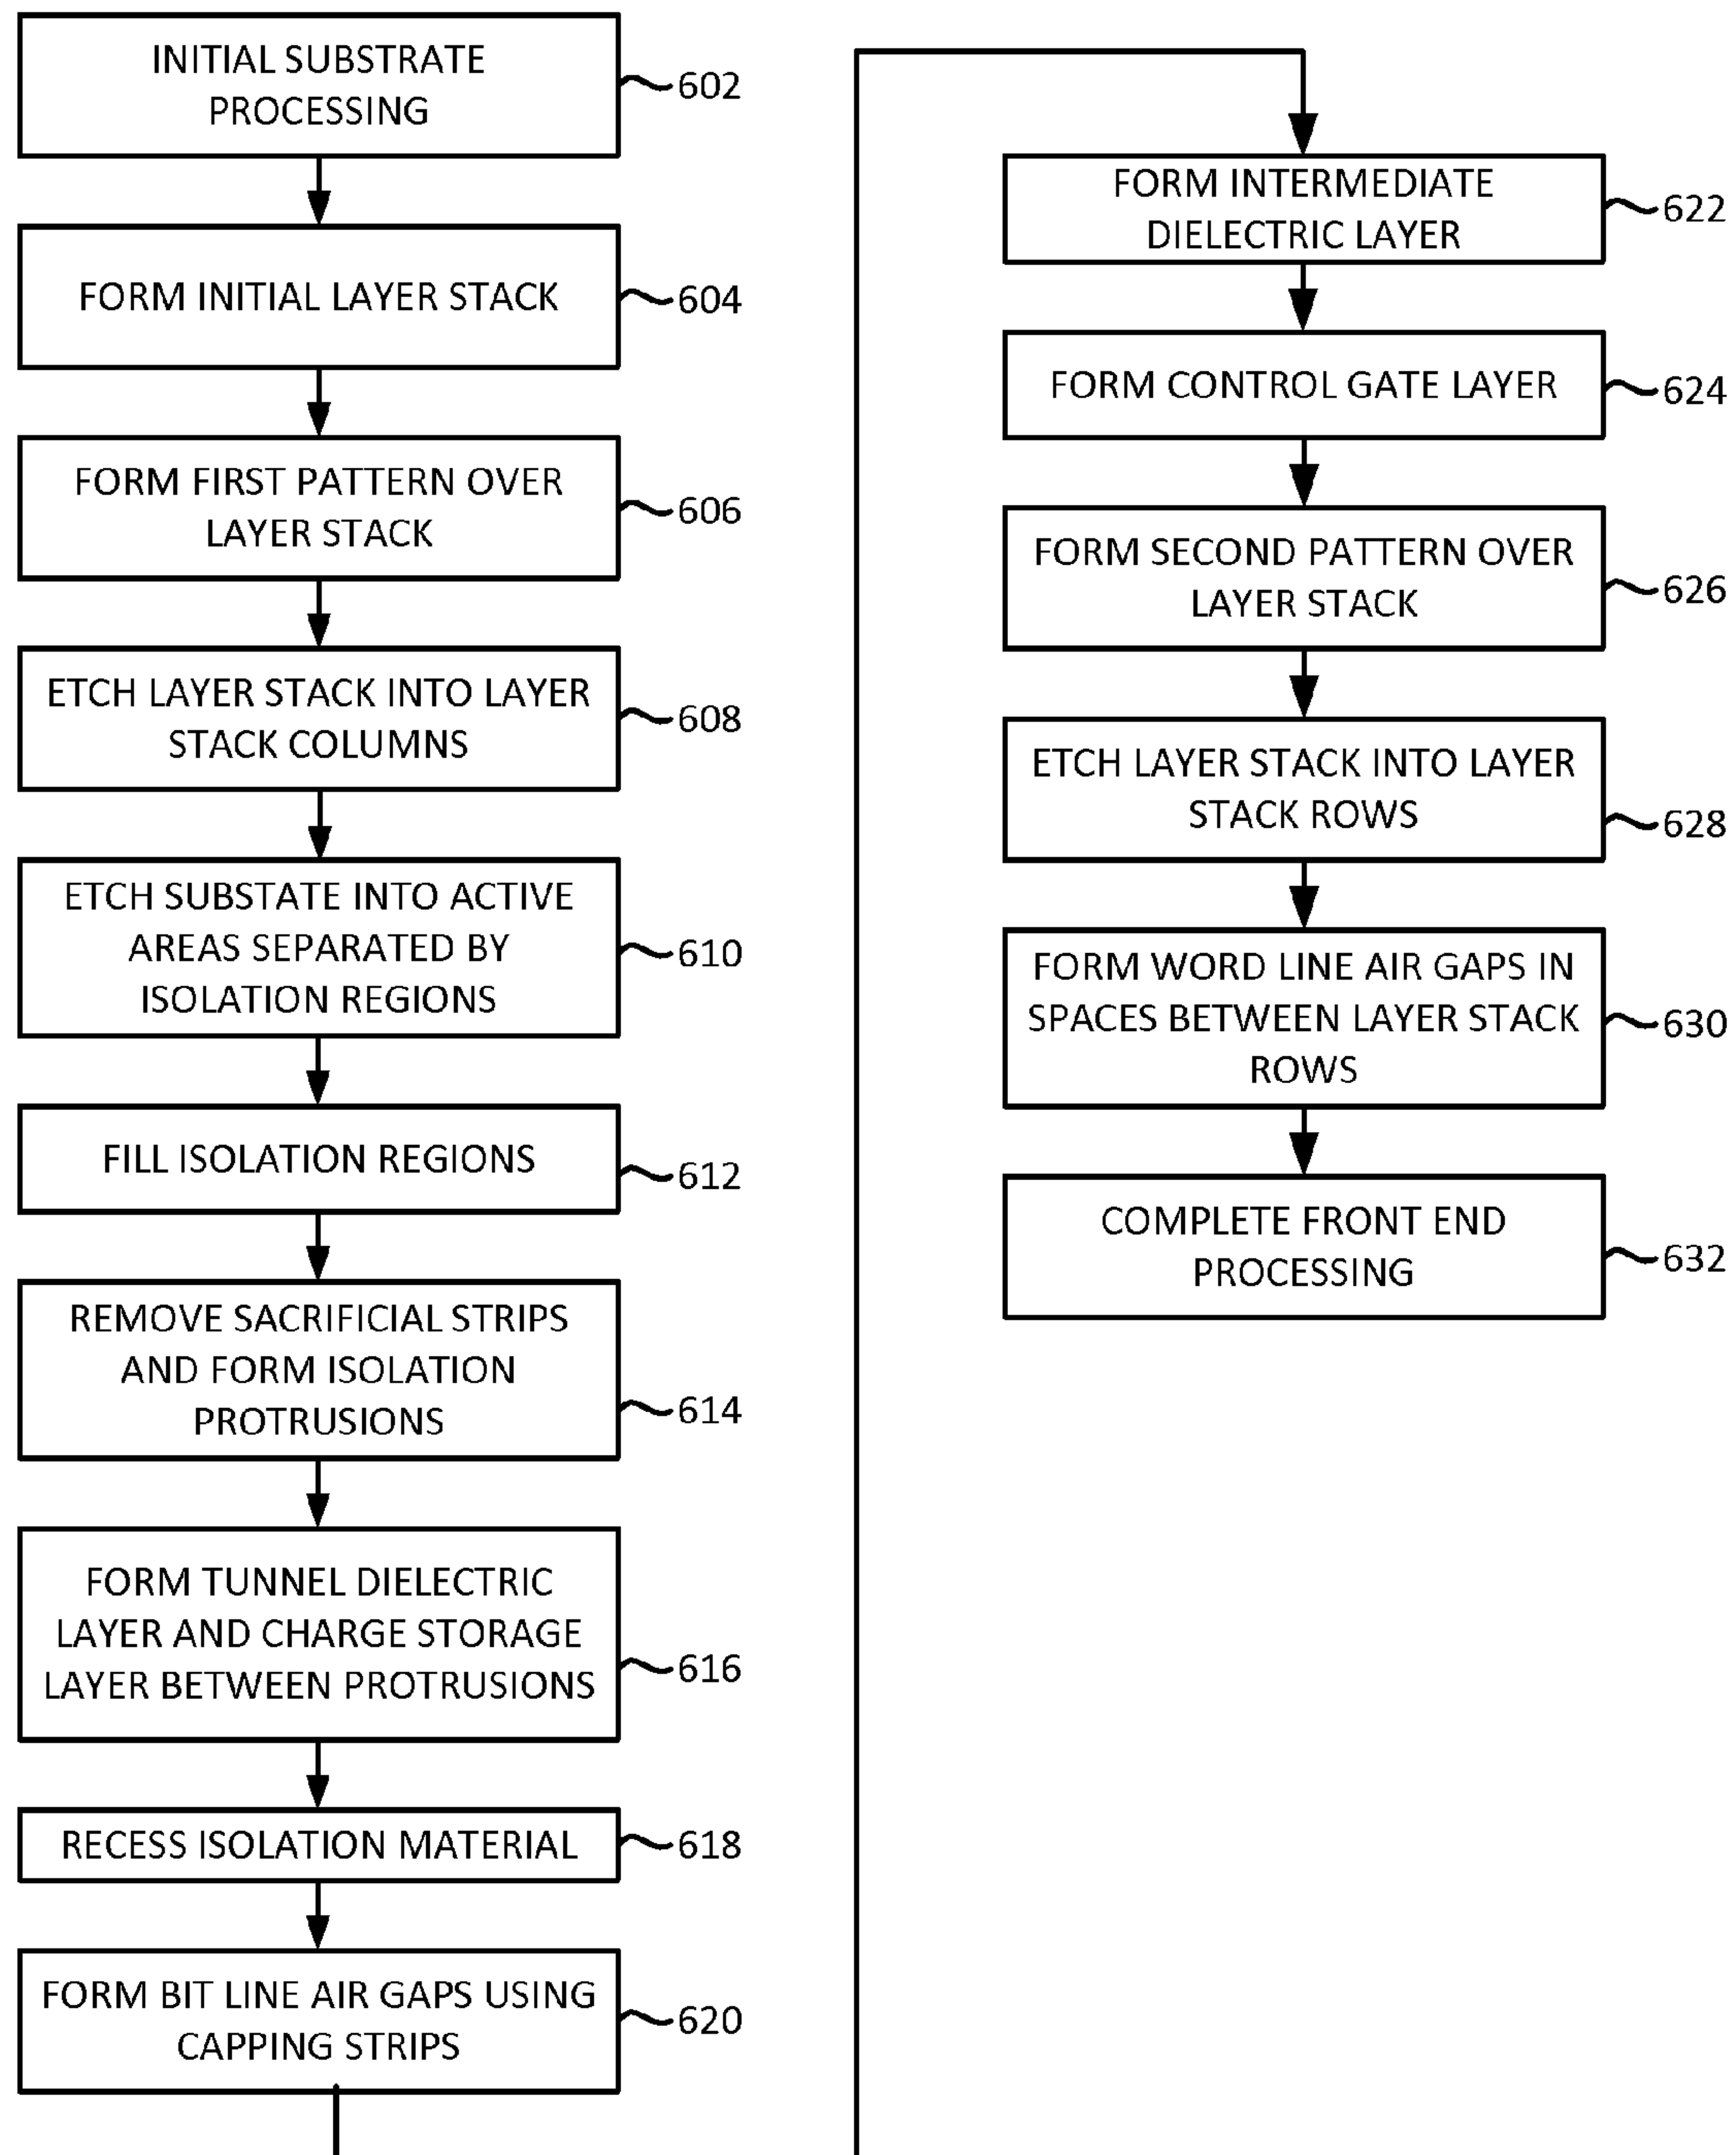 INITIAL SUBSTRATE
PROCESSING
602
FORM INITIAL LAYER STACK
604
FORM FIRST PATTERN OVER
LAYER STACK
606
ETCH LAYER STACK INTO LAYER
STACK COLUMNS
608
ETCH SUBSTATE INTO ACTIVE
AREAS SEPARATED BY
ISOLATION REGIONS
610
FILL ISOLATION REGIONS
612
REMOVE SACRIFICIAL STRIPS
AND FORM ISOLATION
PROTRUSIONS
614
FORM TUNNEL DIELECTRIC
LAYER AND CHARGE STORAGE
LAYER BETWEEN PROTRUSIONS
616
RECESS ISOLATION MATERIAL
618
FORM BIT LINE AIR GAPS USING
CAPPING STRIPS
620
FORM INTERMEDIATE
DIELECTRIC LAYER
622
FORM CONTROL GATE LAYER
624
FORM SECOND PATTERN OVER
LAYER STACK
626
ETCH LAYER STACK INTO LAYER
STACK ROWS
628
FORM WORD LINE AIR GAPS IN
SPACES BETWEEN LAYER STACK
ROWS
630
COMPLETE FRONT END
PROCESSING
632